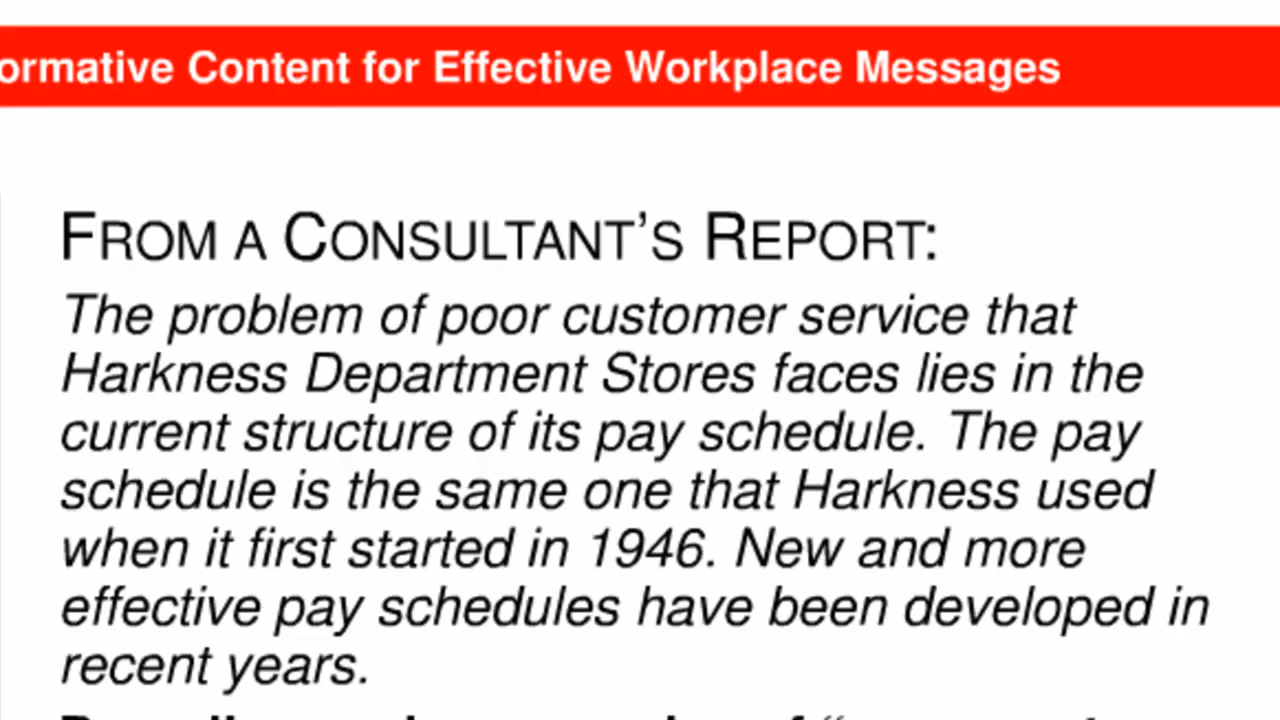 ormative Content for Effective Workplace Messages
FROM A CONSULTANT'S REPORT:
The problem of poor customer service that
Harkness Department Stores faces lies in the
current structure of its pay schedule. The pay
schedule is the same one that Harkness used
when it first started in 1946. New and more
effective pay schedules have been developed in
recent years.